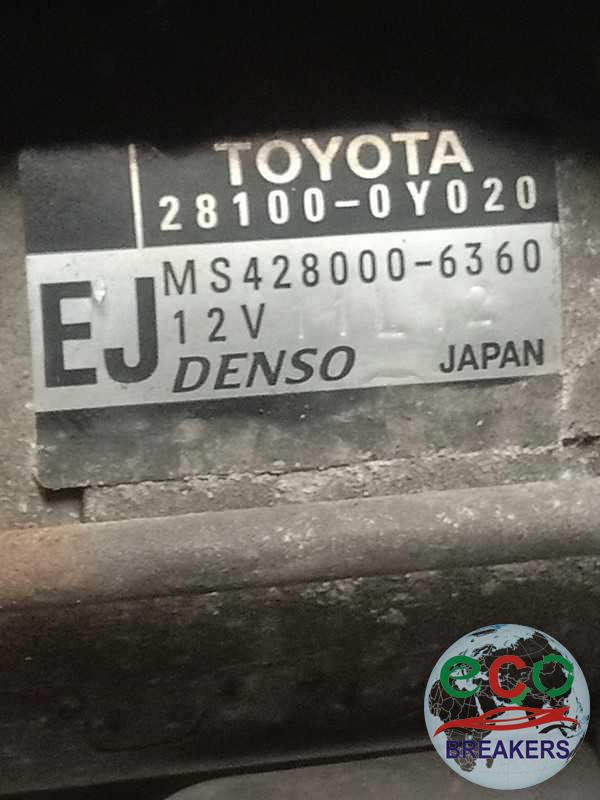 TOYOTA
28100-0Y020
EJ
MS428000-6360
12V
DENSO JAPAN
eco
BREAKERS